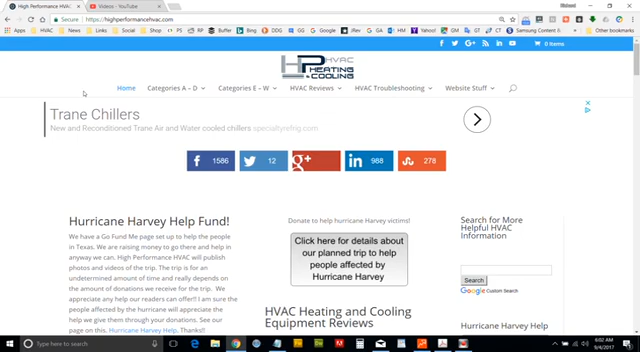 High Performance HVAC
Videos - YouTube
Secure
https://highperformancehvac.com
Apps
HVAC
News
Links
Social
Shop
Buffer
Google
JRev
GT
GM
Yahoo!
GM
CT
Samsung Content
Other bookmarks
0 Items
HP HVAC
HEATING
& COOLING
Home
Categories A – D
Categories E – W
HVAC Reviews
HVAC Troubleshooting
Website Stuff
Trane Chillers
New and Reconditioned Trane Air and Water cooled chillers specialtyrefrig.com
1586
12
988
278
Hurricane Harvey Help Fund!
We have a Go Fund Me page set up to help the people
in Texas. We are raising money to go there and help in
anyway we can. High Performance HVAC will publish
photos and videos of the trip. The trip is for an
undetermined amount of time and really depends on
the amount of donations we receive for the trip. We
appreciate any help our readers can offer!! I am sure the
people affected by the hurricane will appreciate the
help we give them through your donations. See our
page on this. Hurricane Harvey Help. Thanks!!
Donate to help hurricane Harvey victims!
Click here for details about
our planned trip to help
people affected by
Hurricane Harvey
HVAC Heating and Cooling
Equipment Reviews
Search for More
Helpful HVAC
Information
Search
Google Custom Search
Hurricane Harvey Help
Type here to search
6:02 AM
9/4/2017